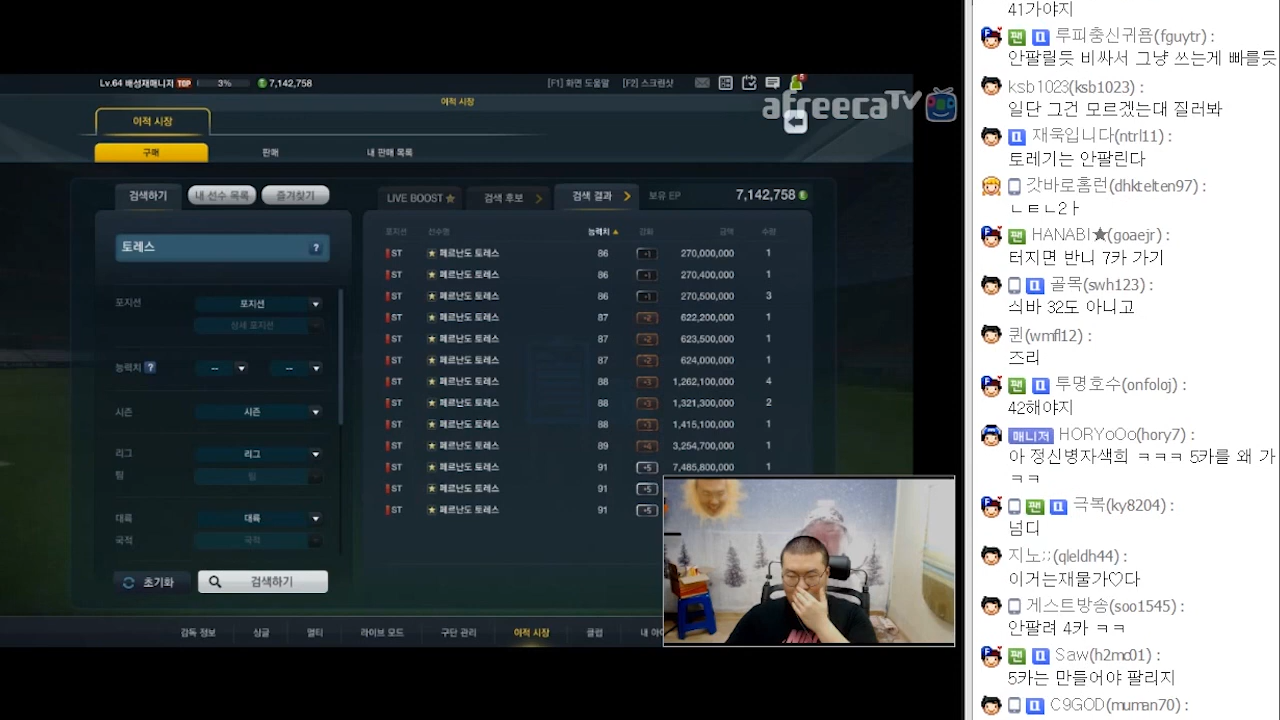 Lv.64 배성재매니저 TOP 3% 7,142,758
[F1] 화면 도움말 [F2] 스크린샷
5
afreecaTV
이적 시장
이적 시장
구매 판매 내 판매 목록
검색하기 내 선수 목록 즐겨찾기
LIVE BOOST 검색 후보 검색 결과 보유 EP 7,142,758
토레스 ?
포지션 포지션
상세 포지션
능력치 ? -- --
시즌 시즌
리그 리그
팀 팀
대륙 대륙
국적 국적
초기화 검색하기
포지션 선수명 능력치 강화 금액 수량
ST 페르난도 토레스 86 +1 270,000,000 1
ST 페르난도 토레스 86 +1 270,400,000 1
ST 페르난도 토레스 86 +1 270,500,000 3
ST 페르난도 토레스 87 +2 622,200,000 1
ST 페르난도 토레스 87 +2 623,500,000 1
ST 페르난도 토레스 87 +2 624,000,000 1
ST 페르난도 토레스 88 +3 1,262,100,000 4
ST 페르난도 토레스 88 +3 1,321,300,000 2
ST 페르난도 토레스 88 +3 1,415,100,000 1
ST 페르난도 토레스 89 +4 3,254,700,000 1
ST 페르난도 토레스 91 +5 7,485,800,000 1
ST 페르난도 토레스 91 +5
ST 페르난도 토레스 91 +5
감독 정보 싱글 멀티 라이브 모드 구단 관리 이적 시장 클럽 내 아
41가야지
팬 루피충신귀욤(fguytr) :
안팔릴듯 비싸서 그냥 쓰는게 빠를듯
ksb1023(ksb1023) :
일단 그건 모르겠는대 질러봐
재욱입니다(ntrl11) :
토레기는 안팔린다
갓바로홈런(dhktelten97) :
ㄴㅌㄴ2ㅏ
팬 HANABI★(goaejr) :
터지면 반니 7카 가기
골목(swh123) :
싀바 32도 아니고
퀸(wmfl12) :
즈리
팬 투명호수(onfoloj) :
42해야지
매니저 HORYoOo(hory7) :
아 정신병자색희 ㅋㅋㅋ 5카를 왜 가
ㅋㅋ
팬 극복(ky8204) :
넘디
지노;;(qleldh44) :
이거는재물가♡다
게스트방송(soo1545) :
안팔려 4카 ㅋㅋ
팬 Saw(h2mc01) :
5카는 만들어야 팔리지
C9GOD(muman70) :